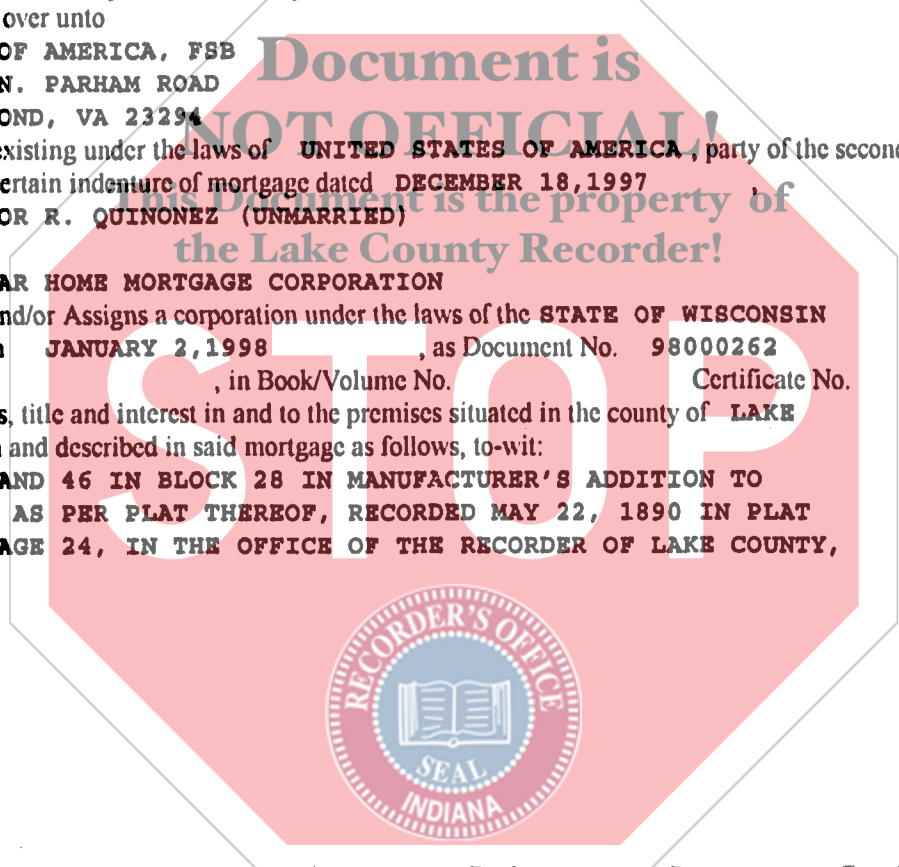 over unto
OF AMERICA, FSB
N. PARHAM ROAD
OND, VA 23294
existing under the laws of UNITED STATES OF AMERICA , party of the second
ertain indenture of mortgage dated DECEMBER 18,1997 ,
OR R. QUINONEZ (UNMARRIED)
AR HOME MORTGAGE CORPORATION
nd/or Assigns a corporation under the laws of the STATE OF WISCONSIN
JANUARY 2,1998 , as Document No. 98000262
, in Book/Volume No. Certificate No.
s, title and interest in and to the premises situated in the county of LAKE
and described in said mortgage as follows, to-wit:
AND 46 IN BLOCK 28 IN MANUFACTURER'S ADDITION TO
AS PER PLAT THEREOF, RECORDED MAY 22, 1890 IN PLAT
AGE 24, IN THE OFFICE OF THE RECORDER OF LAKE COUNTY,
Document is
NOT OFFICIAL!
This Document is the property of
the Lake County Recorder!
STOP
RECORDER'S OFFICE
SEAL
INDIANA